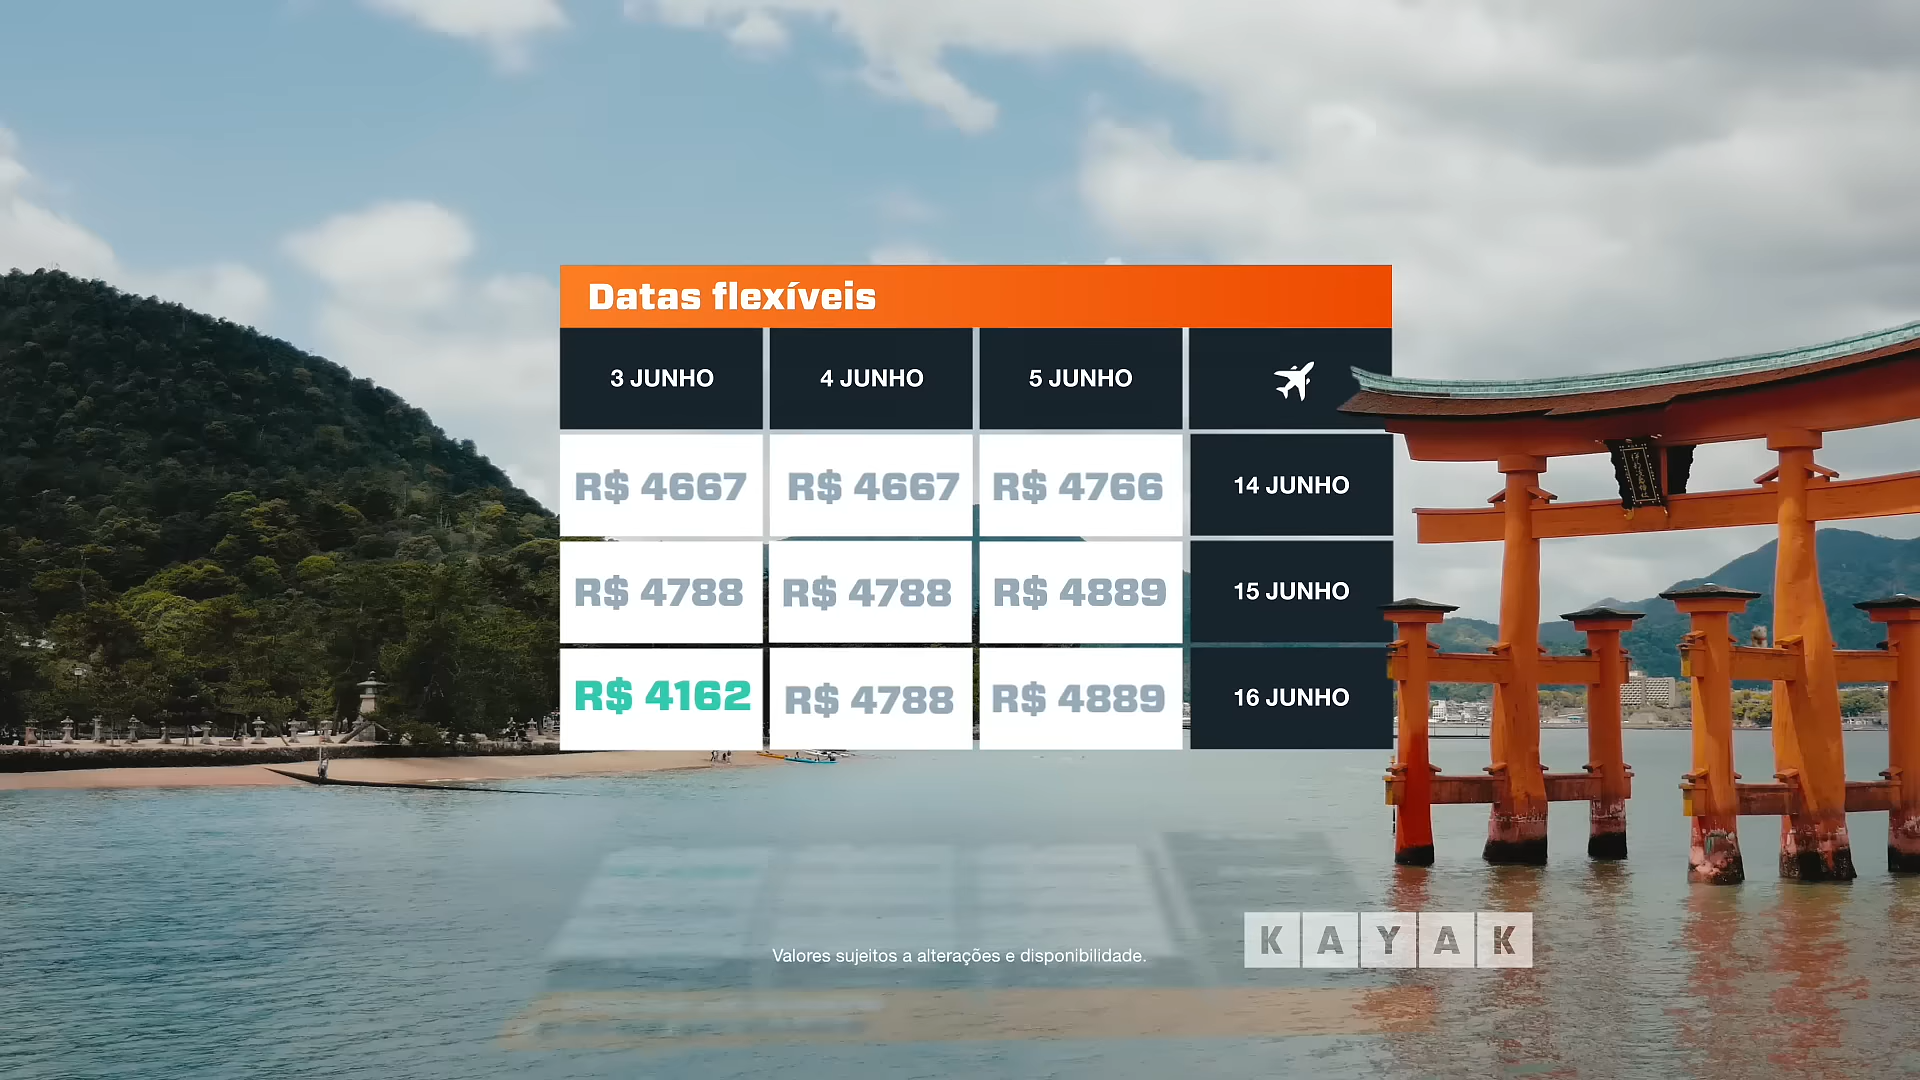 Datas flexíveis
3 JUNHO 4 JUNHO 5 JUNHO
R$ 4667 R$ 4667 R$ 4766 14 JUNHO
R$ 4788 R$ 4788 R$ 4889 15 JUNHO
R$ 4162 R$ 4788 R$ 4889 16 JUNHO
Valores sujeitos a alterações e disponibilidade.
KAYAK